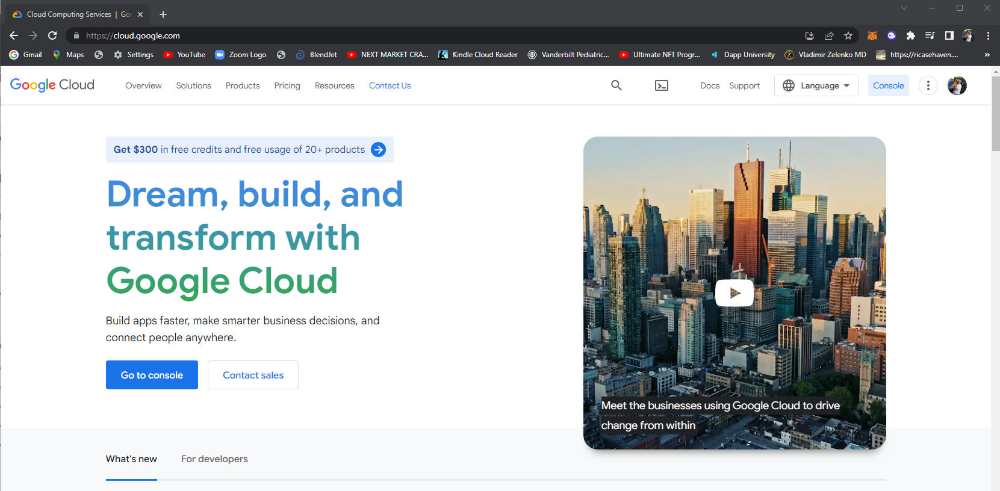 Cloud Computing Services | Goo
https://cloud.google.com
Gmail Maps Settings YouTube Zoom Logo BlendJet NEXT MARKET CRA... Kindle Cloud Reader Vanderbilt Pediatric... Ultimate NFT Progr... Dapp University Vladimir Zelenko MD https://ricasehaven....
Google Cloud Overview Solutions Products Pricing Resources Contact Us Docs Support Language Console
Get $300 in free credits and free usage of 20+ products
Dream, build, and
transform with
Google Cloud
Build apps faster, make smarter business decisions, and
connect people anywhere.
Go to console Contact sales
Meet the businesses using Google Cloud to drive
change from within
What's new For developers